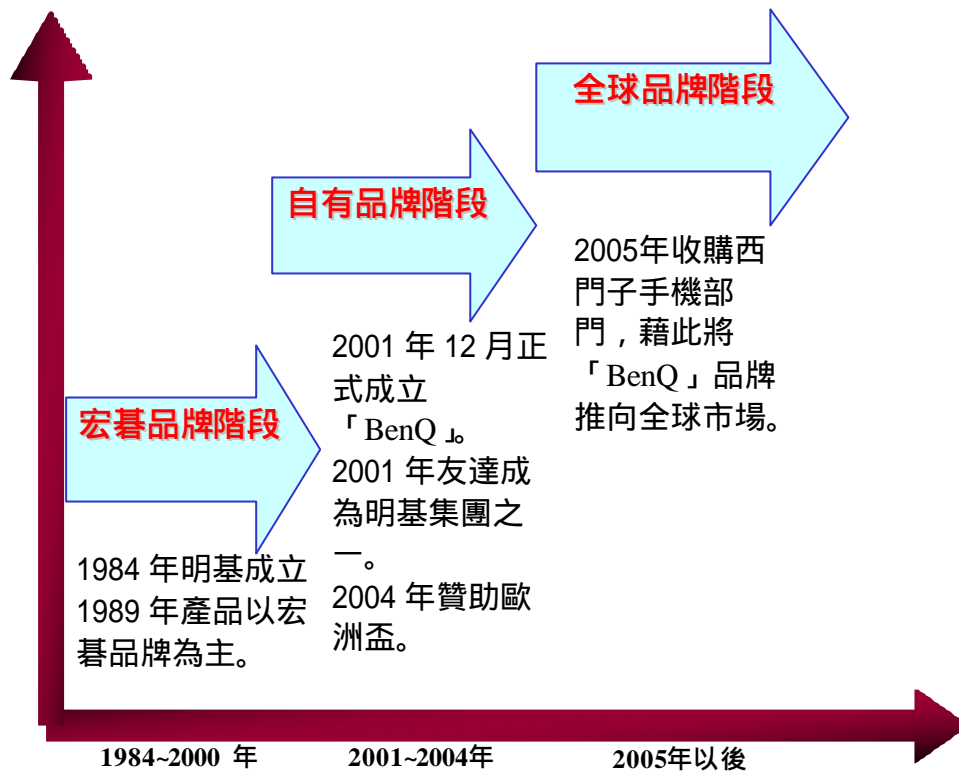 全球品牌階段
2005年收購西
門子手機部
門，藉此將
「BenQ」品牌
推向全球市場。
自有品牌階段
2001 年 12 月正
式成立
「BenQ」。
2001 年友達成
為明基集團之
一。
2004 年贊助歐
洲盃。
宏碁品牌階段
1984 年明基成立
1989 年產品以宏
碁品牌為主。
1984~2000 年
2001~2004年
2005年以後